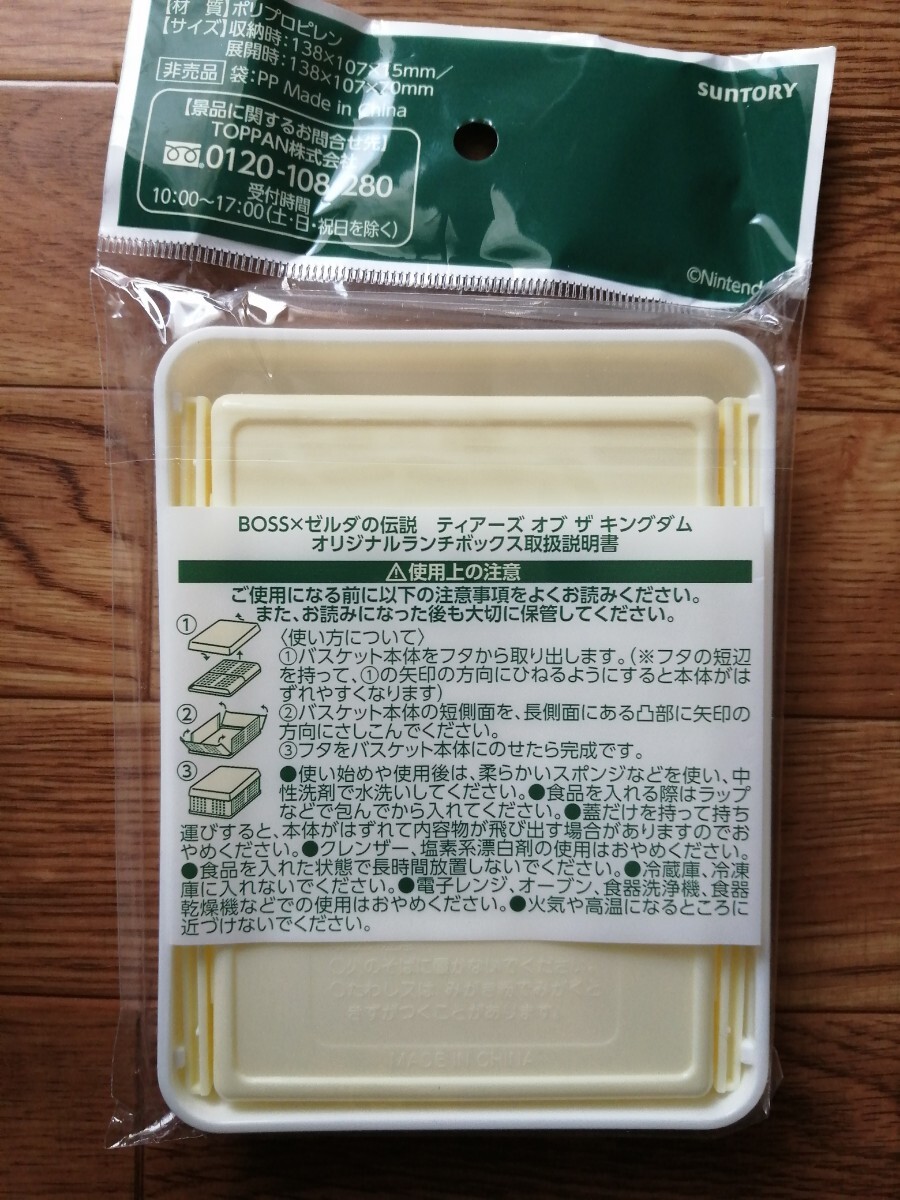 【材 質】ポリプロピレン
【サイズ】収納時:138×107×15mm/
展開時:138×107×70mm
非売品 袋:PP Made in China
【景品に関するお問合せ先】
TOPPAN株式会社
0120-108-280
受付時間
10:00～17:00(土・日・祝日を除く)
SUNTORY
©Nintend
BOSS×ゼルダの伝説 ティアーズ オブ ザ キングダム
オリジナルランチボックス取扱説明書
⚠使用上の注意
ご使用になる前に以下の注意事項をよくお読みください。
また、お読みになった後も大切に保管してください。
①
〈使い方について〉
①バスケット本体をフタから取り出します。(※フタの短辺
を持って、①の矢印の方向にひねるようにすると本体がは
ずれやすくなります)
②
②バスケット本体の短側面を、長側面にある凸部に矢印の
方向にさしこんでください。
③フタをバスケット本体にのせたら完成です。
③
●使い始めや使用後は、柔らかいスポンジなどを使い、中
性洗剤で水洗いしてください。●食品を入れる際はラップ
などで包んでから入れてください。●蓋だけを持って持ち
運びすると、本体がはずれて内容物が飛び出す場合がありますのでお
やめください。●クレンザー、塩素系漂白剤の使用はおやめください。
●食品を入れた状態で長時間放置しないでください。●冷蔵庫、冷凍
庫に入れないでください。●電子レンジ、オーブン、食器洗浄機、食器
乾燥機などでの使用はおやめください。●火気や高温になるところに
近づけないでください。
MADE IN CHINA